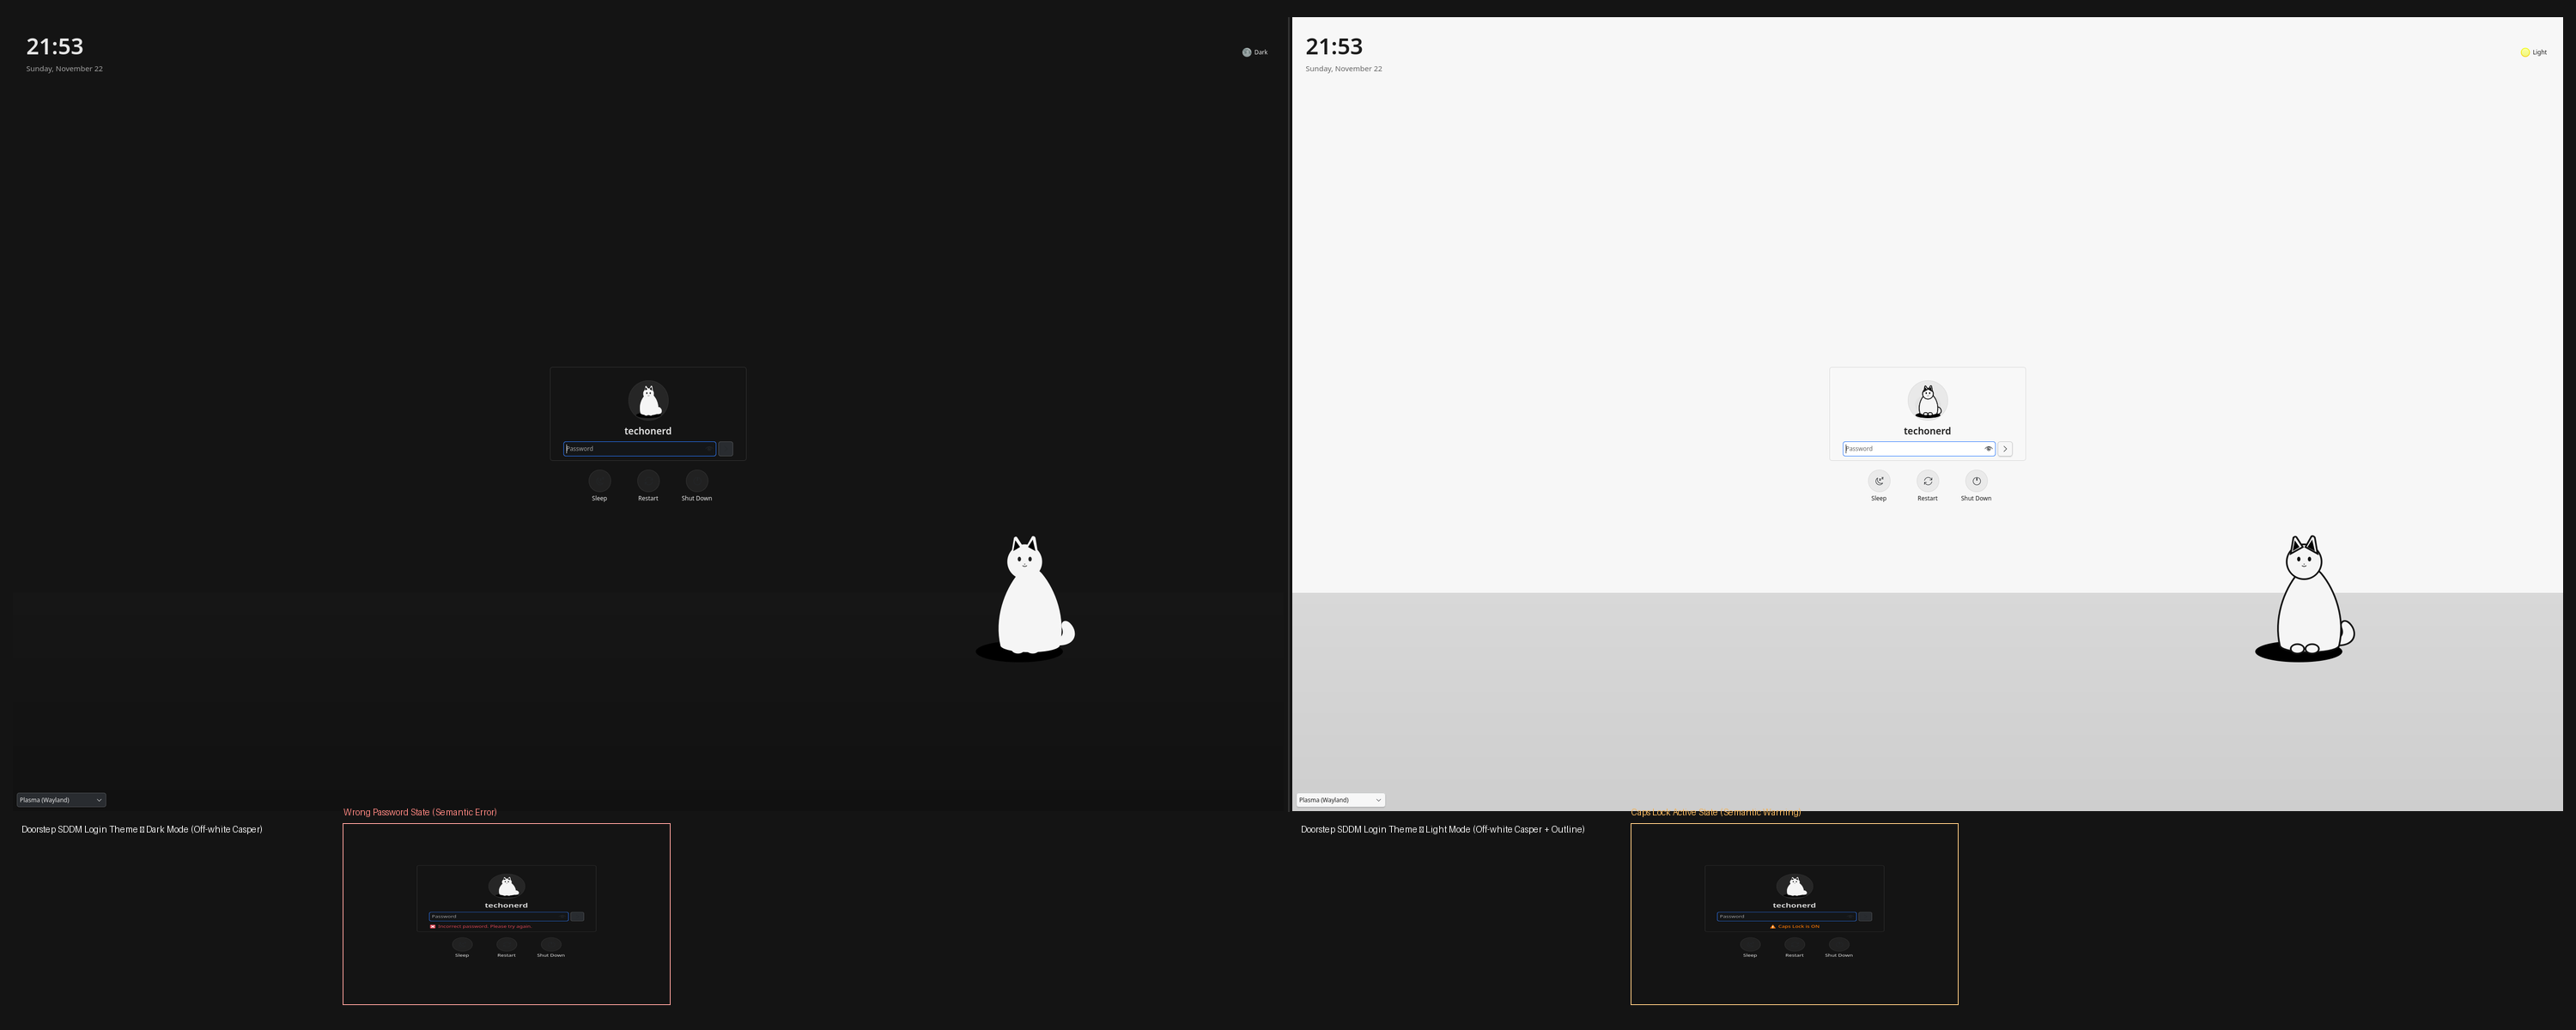 21:53
Sunday, November 22
Dark
techonerd
Password
Sleep
Restart
Shut Down
Plasma (Wayland)
21:53
Sunday, November 22
Light
techonerd
Password
Sleep
Restart
Shut Down
Plasma (Wayland)
Doorstep SDDM Login Theme Dark Mode (Off-white Casper)
Wrong Password State (Semantic Error)
techonerd
Password
Incorrect password. Please try again.
Sleep
Restart
Shut Down
Doorstep SDDM Login Theme Light Mode (Off-white Casper + Outline)
Caps Lock Active State (Semantic Warning)
techonerd
Password
Caps Lock is ON
Sleep
Restart
Shut Down